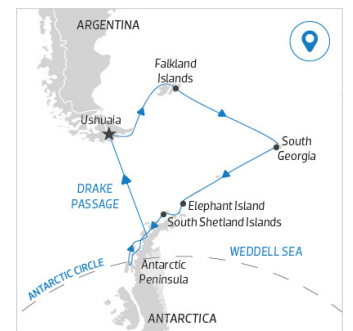 ARGENTINA
Falkland
Islands
Ushuaia
South
Georgia
DRAKE
PASSAGE
Elephant Island
South Shetland Islands
WEDDELL SEA
ANTARCTIC CIRCLE
Antarctic
Peninsula
ANTARCTICA